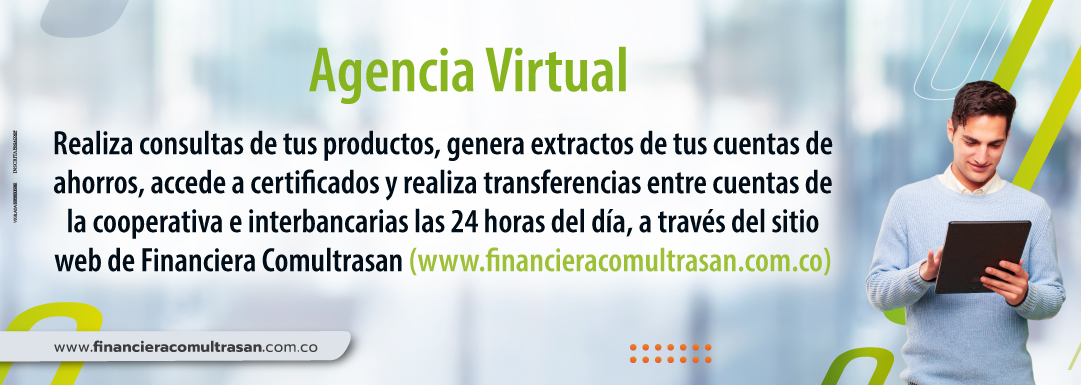 Agencia Virtual
Realiza consultas de tus productos, genera extractos de tus cuentas de
ahorros, accede a certificados y realiza transferencias entre cuentas de
la cooperativa e interbancarias las 24 horas del día, a través del sitio
web de Financiera Comultrasan (www.financieracomultrasan.com.co)
www.financieracomultrasan.com.co